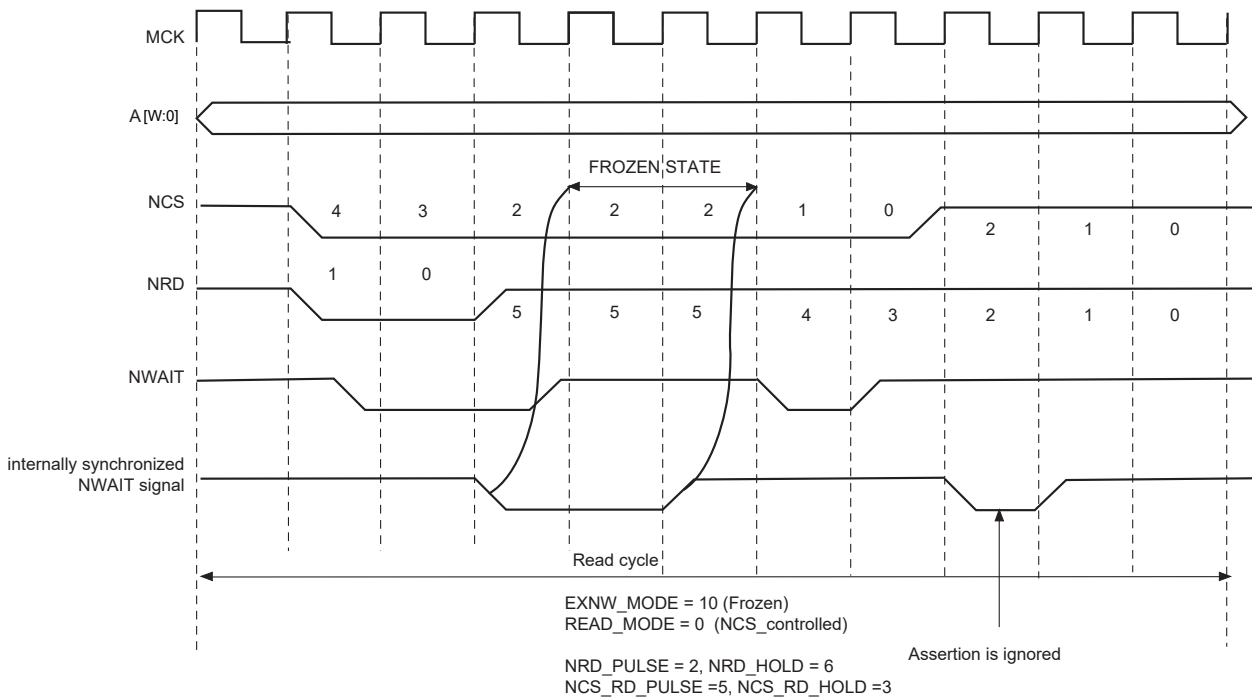 MCK
A [W:0]
FROZEN STATE
NCS
4 3 2 2 2 1 0
2 1 0
1 0
NRD
5 5 5 4 3 2 1 0
NWAIT
internally synchronized
NWAIT signal
Read cycle
EXNW_MODE = 10 (Frozen)
READ_MODE = 0 (NCS_controlled)
Assertion is ignored
NRD_PULSE = 2, NRD_HOLD = 6
NCS_RD_PULSE =5, NCS_RD_HOLD =3